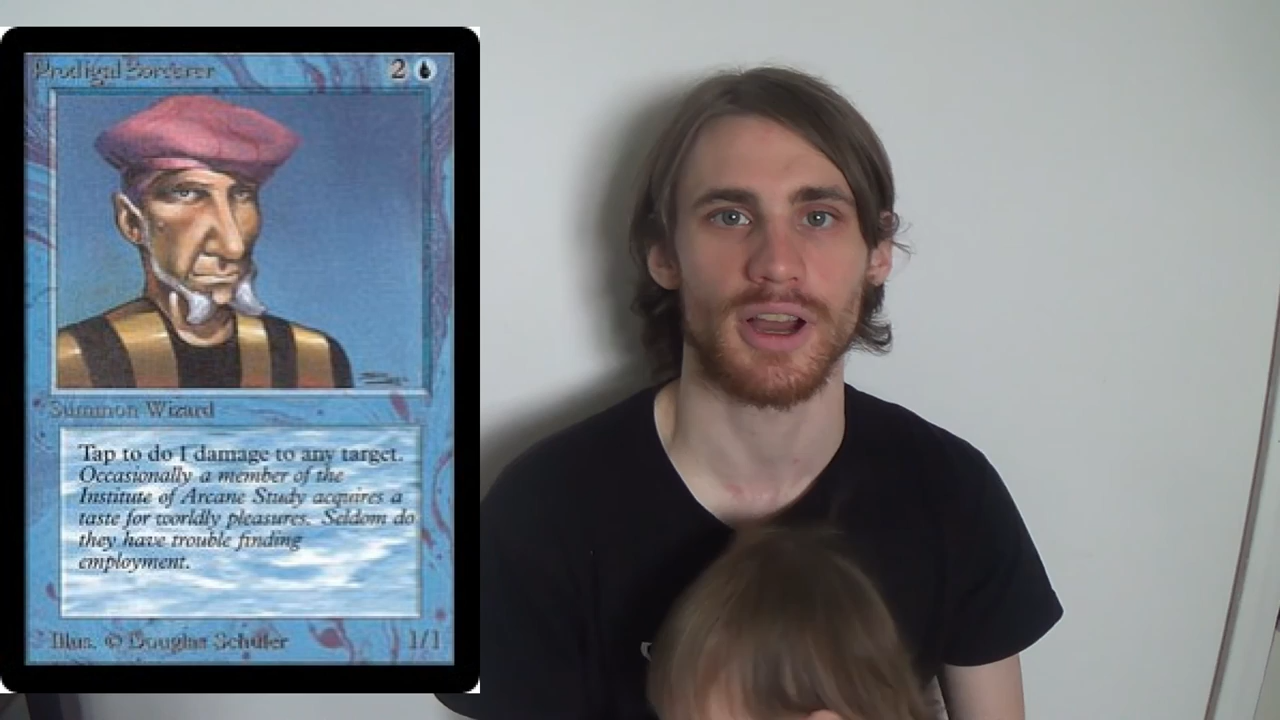 Prodigal Sorcerer 2
Summon Wizard
Tap to do 1 damage to any target.
Occasionally a member of the
Institute of Arcane Study acquires a
taste for worldly pleasures. Seldom do
they have trouble finding
employment.
Illus. © Douglas Schuler 1/1